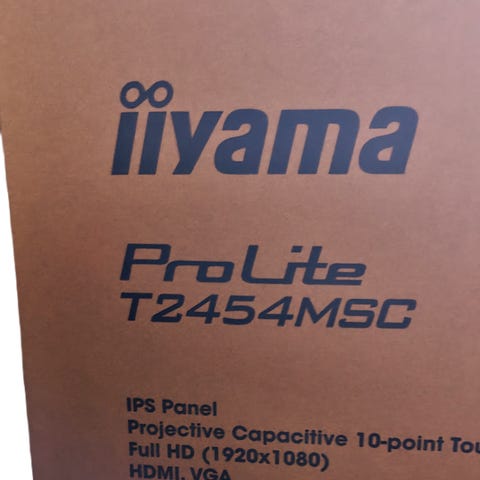 iiyama
ProLite
T2454MSC
IPS Panel
Projective Capacitive 10-point Tou
Full HD (1920x1080)
HDMI, VGA